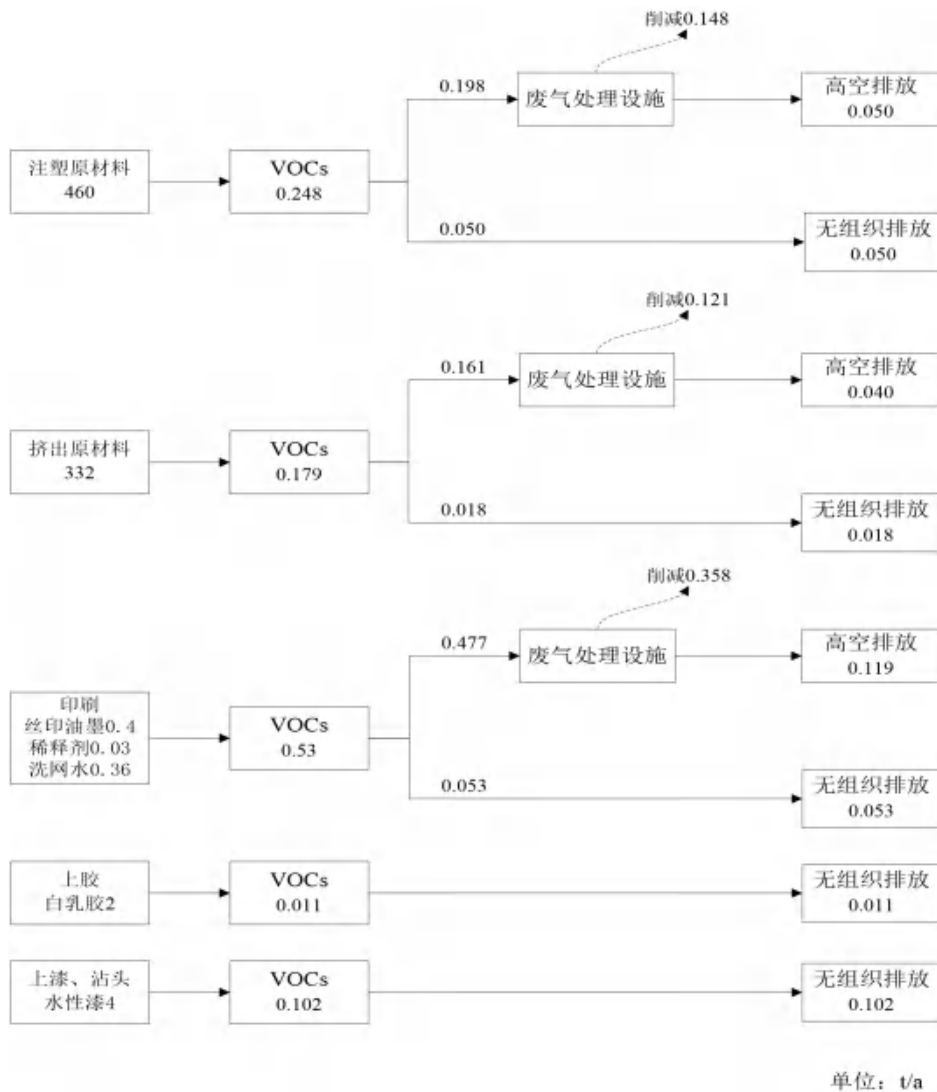 削减0.148
0.198
废气处理设施
高空排放
0.050
注塑原材料
460
VOCs
0.248
0.050
无组织排放
0.050
削减0.121
0.161
废气处理设施
高空排放
0.040
挤出原材料
332
VOCs
0.179
0.018
无组织排放
0.018
削减0.358
0.477
废气处理设施
高空排放
0.119
印刷
丝印油墨0.4
稀释剂0.03
洗网水0.36
VOCs
0.53
0.053
无组织排放
0.053
上胶
白乳胶2
VOCs
0.011
无组织排放
0.011
上漆、沾头
水性漆4
VOCs
0.102
无组织排放
0.102
单位：t/a